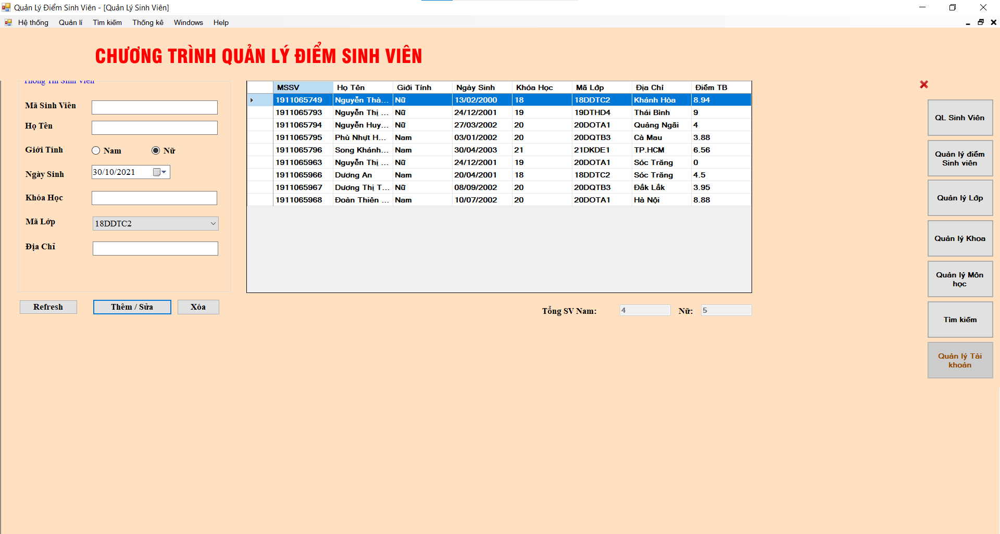 Quản Lý Điểm Sinh Viên - [Quản Lý Sinh Viên]
Hệ thống Quản lí Tìm kiếm Thống kê Windows Help
CHƯƠNG TRÌNH QUẢN LÝ ĐIỂM SINH VIÊN
Thông Tin Sinh Viên
Mã Sinh Viên
Họ Tên
Giới Tính Nam Nữ
Ngày Sinh 30/10/2021
Khóa Học
Mã Lớp 18DDTC2
Địa Chỉ
Refresh Thêm / Sửa Xóa
MSSV Họ Tên Giới Tính Ngày Sinh Khóa Học Mã Lớp Địa Chỉ Điểm TB
1911065749 Nguyễn Thà... Nữ 13/02/2000 18 18DDTC2 Khánh Hòa 8.94
1911065793 Nguyễn Thị ... Nữ 24/12/2001 19 19DTHD4 Thái Bình 9
1911065794 Nguyễn Huy... Nữ 27/03/2002 20 20DOTA1 Quảng Ngãi 4
1911065795 Phù Nhựt H... Nam 03/01/2002 20 20DQTB3 Cà Mau 3.88
1911065796 Song Khánh... Nam 30/04/2003 21 21DKDE1 TP.HCM 6.56
1911065963 Nguyễn Thị ... Nữ 24/12/2001 19 20DOTA1 Sóc Trăng 0
1911065966 Dương An Nam 20/04/2001 18 18DDTC2 Sóc Trăng 4.5
1911065967 Dương Thị T... Nữ 08/09/2002 20 20DQTB3 Đắk Lắk 3.95
1911065968 Đoàn Thiên ... Nam 10/07/2002 20 20DOTA1 Hà Nội 8.88
Tổng SV Nam: 4 Nữ: 5
QL Sinh Viên
Quản lý điểm
Sinh viên
Quản lý Lớp
Quản lý Khoa
Quản lý Môn
học
Tìm kiếm
Quản lý Tài
khoản